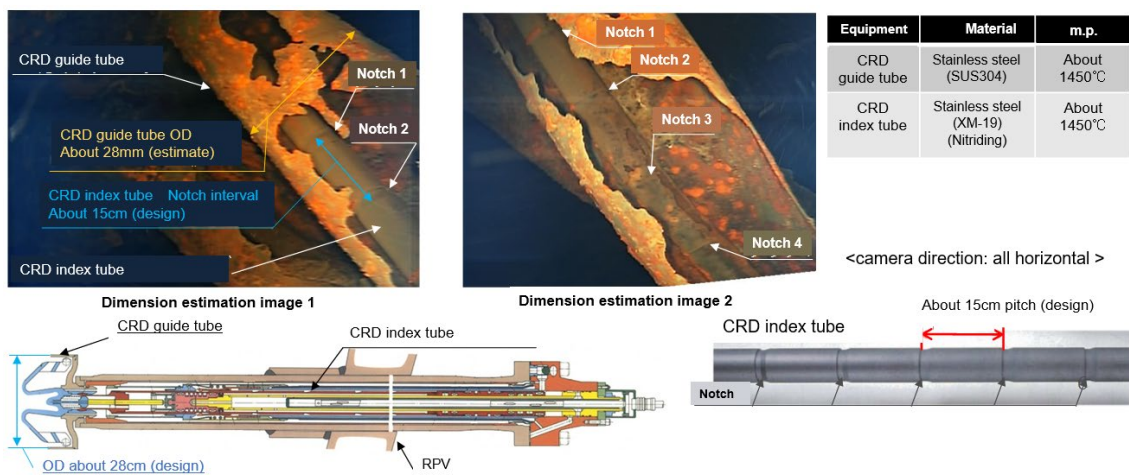 CRD guide tube
Notch 1
Notch 2
CRD guide tube OD
About 28mm (estimate)
CRD index tube Notch interval
About 15cm (design)
CRD index tube
Dimension estimation image 1
Notch 1
Notch 2
Notch 3
Notch 4
Dimension estimation image 2
Equipment Material m.p.
CRD
guide tube
Stainless steel
(SUS304)
About
1450℃
CRD
index tube
Stainless steel
(XM-19)
(Nitriding)
About
1450℃
<camera direction: all horizontal >
CRD guide tube
CRD index tube
OD about 28cm (design)
RPV
About 15cm pitch (design)
CRD index tube
Notch